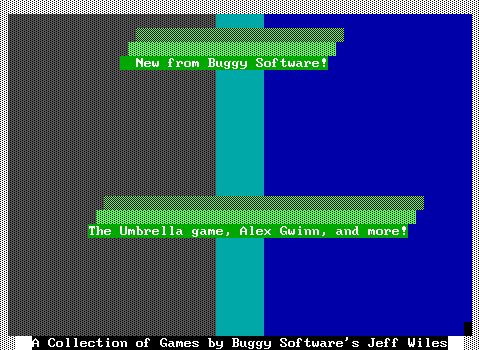 New from Buggy Software!
The Umbrella game, Alex Gwinn, and more!
A Collection of Games by Buggy Software's Jeff Wiles